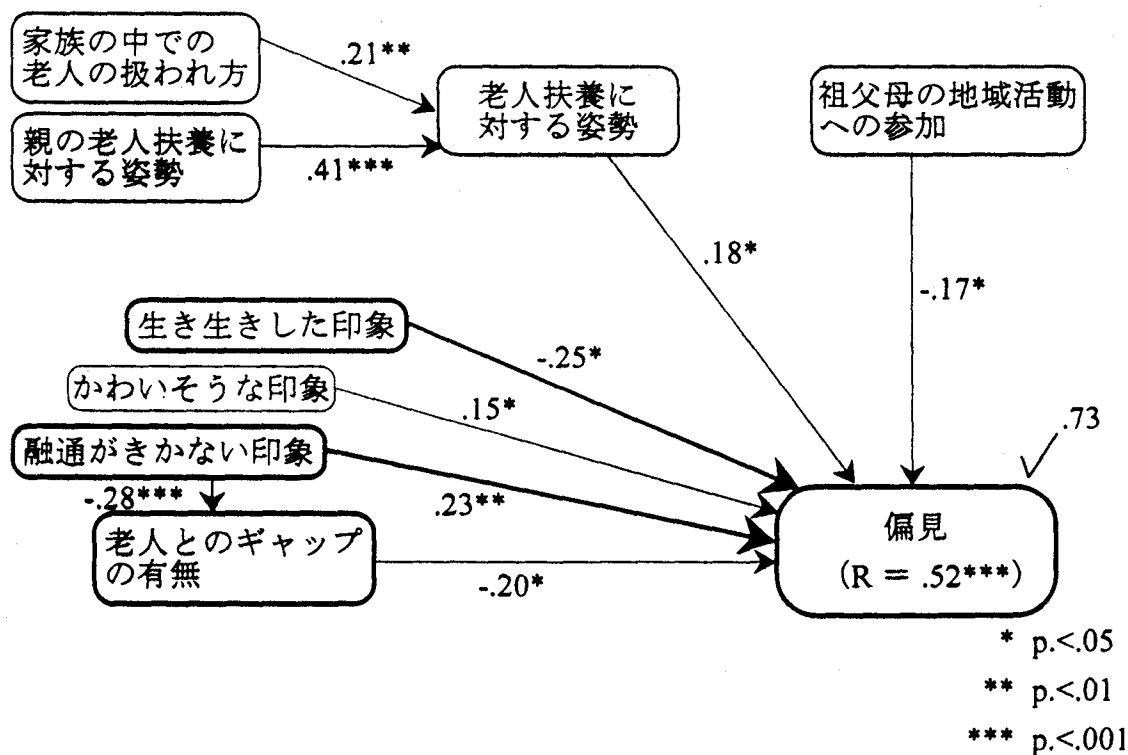 家族の中での
老人の扱われ方
.21**
親の老人扶養に
対する姿勢
.41***
老人扶養に
対する姿勢
祖父母の地域活動
への参加
.18*
-.17*
生き生きした印象
-.25*
かわいそうな印象
.15*
融通がきかない印象
.23**
-.28***
老人とのギャップ
の有無
-.20*
.73
偏見
(R = .52***)
* p.<.05
** p.<.01
*** p.<.001